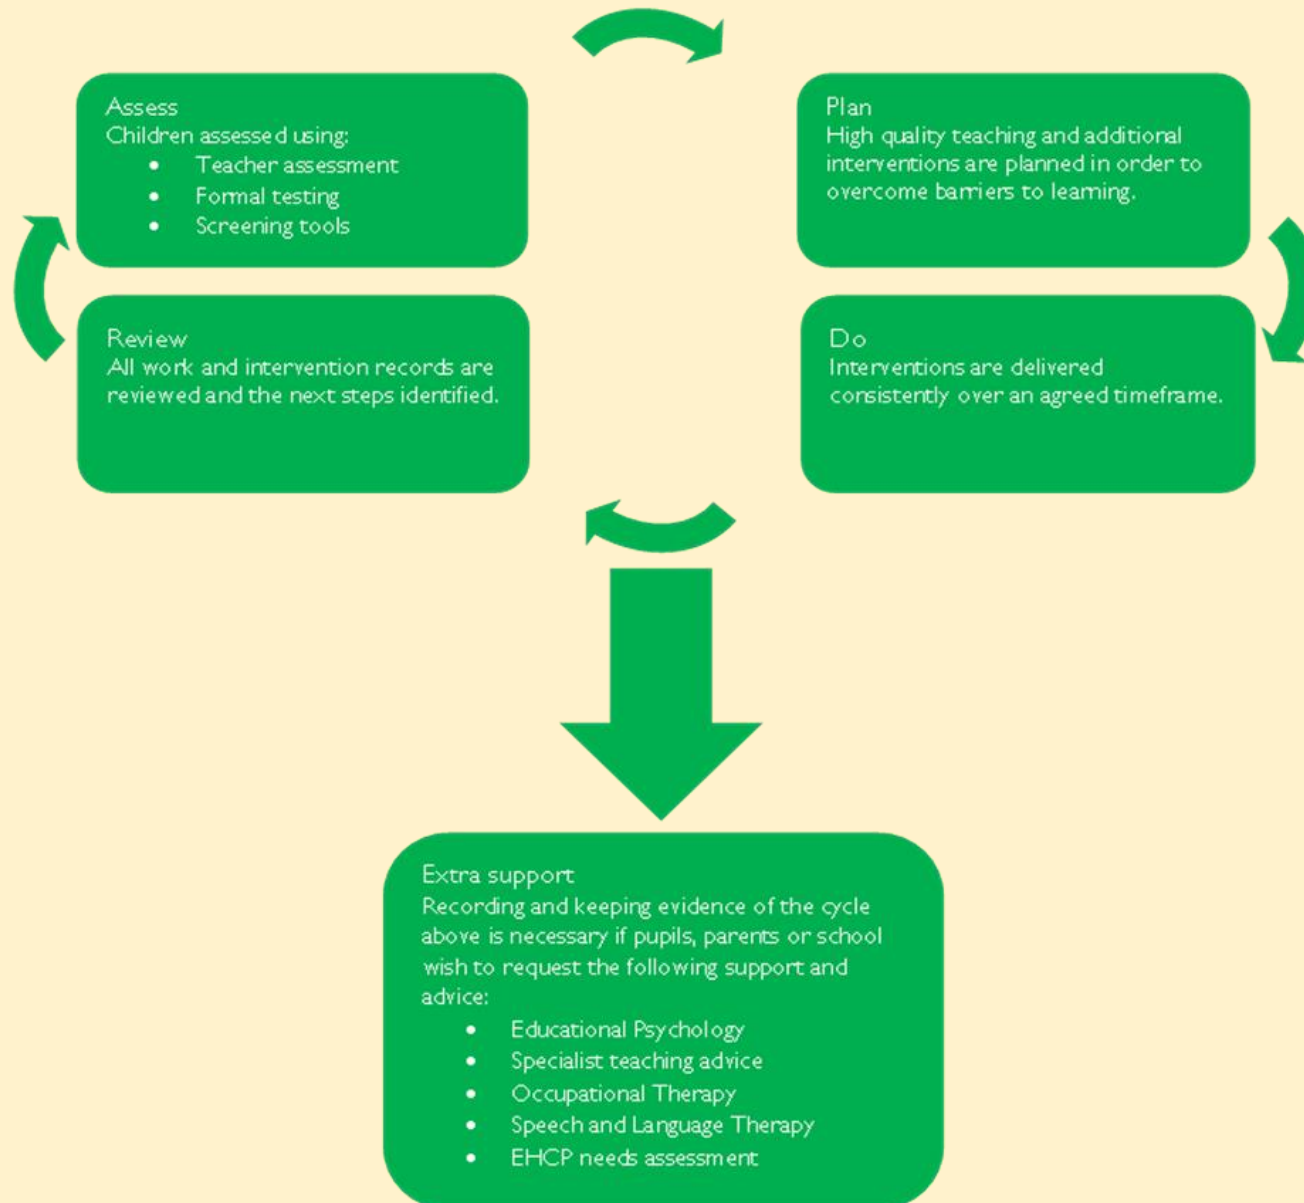 Assess
Children assessed using:
• Teacher assessment
• Formal testing
• Screening tools
Plan
High quality teaching and additional
interventions are planned in order to
overcome barriers to learning.
Review
All work and intervention records are
reviewed and the next steps identified.
Do
Interventions are delivered
consistently over an agreed timeframe.
Extra support
Recording and keeping evidence of the cycle
above is necessary if pupils, parents or school
wish to request the following support and
advice:
• Educational Psychology
• Specialist teaching advice
• Occupational Therapy
• Speech and Language Therapy
• EHCP needs assessment